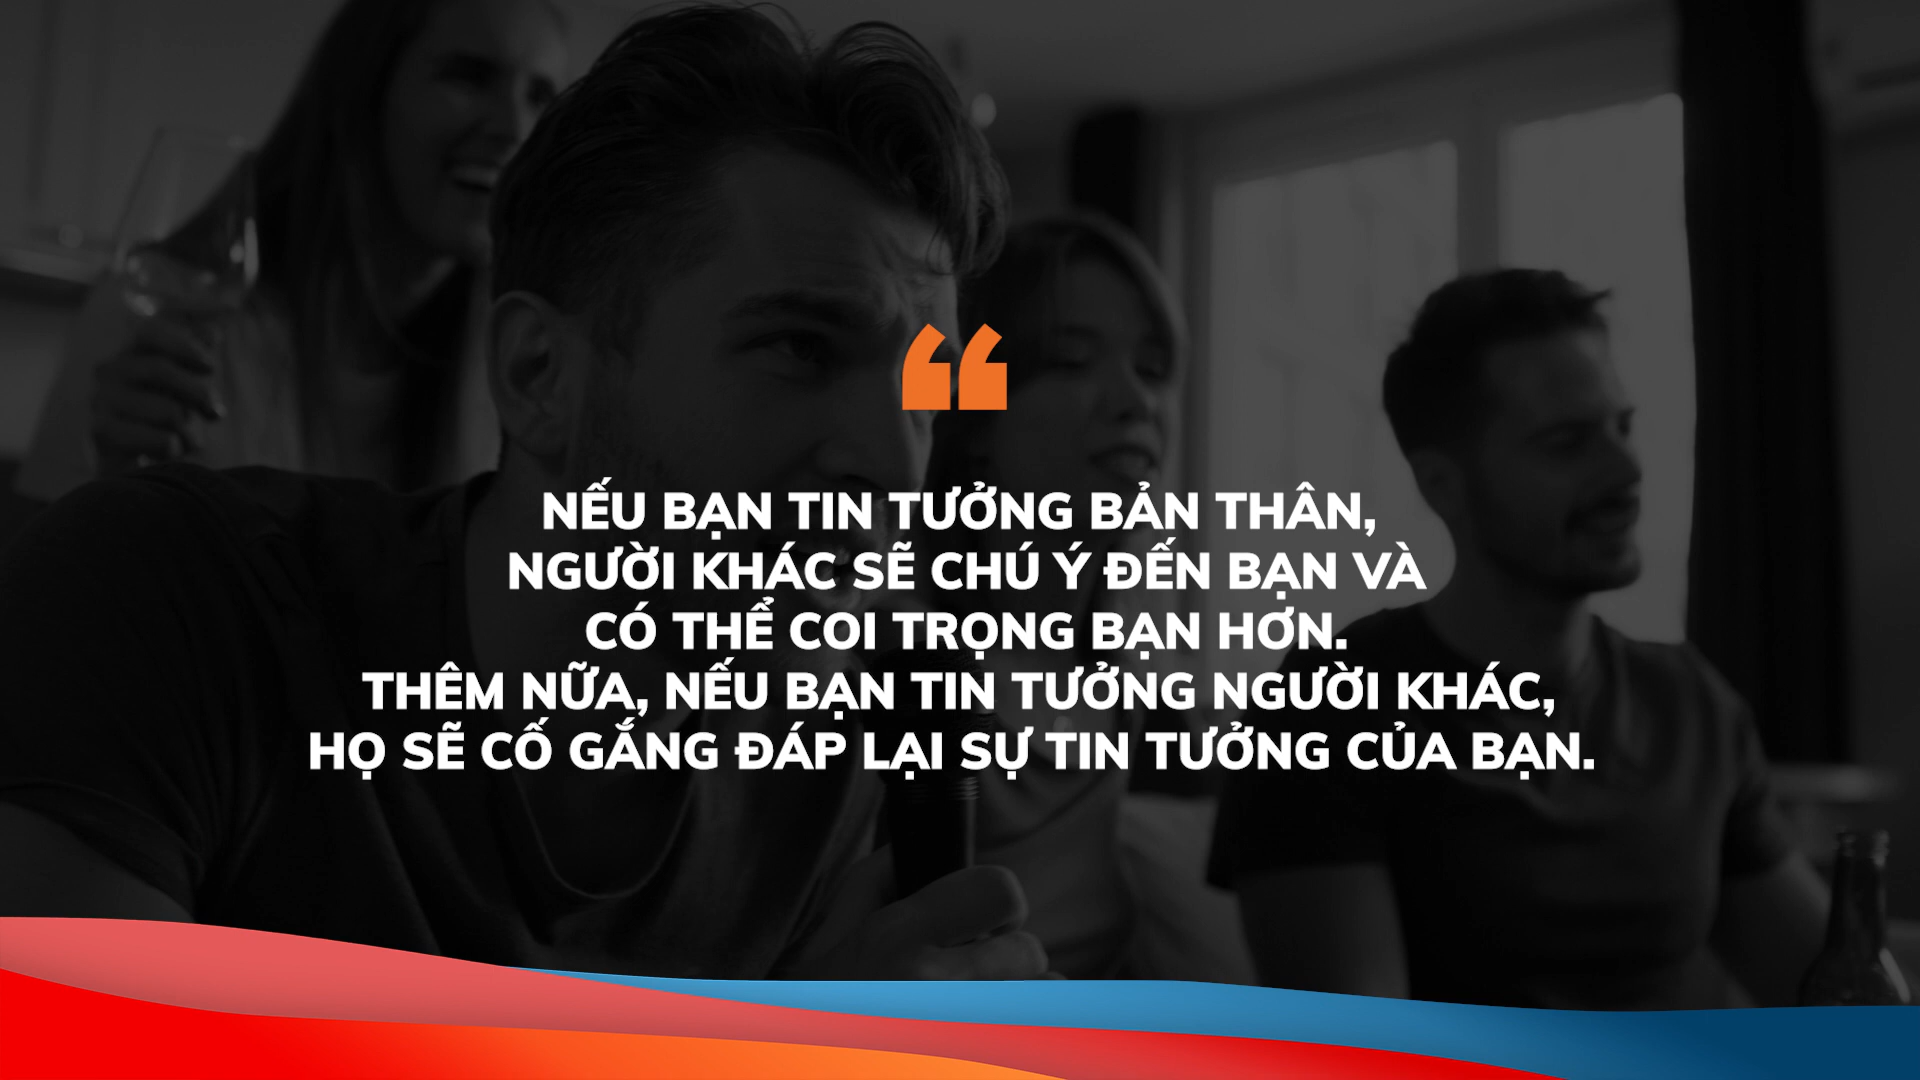 NẾU BẠN TIN TƯỞNG BẢN THÂN,
NGƯỜI KHÁC SẼ CHÚ Ý ĐẾN BẠN VÀ
CÓ THỂ COI TRỌNG BẠN HƠN.
THÊM NỮA, NẾU BẠN TIN TƯỞNG NGƯỜI KHÁC,
HỌ SẼ CỐ GẮNG ĐÁP LẠI SỰ TIN TƯỞNG CỦA BẠN.